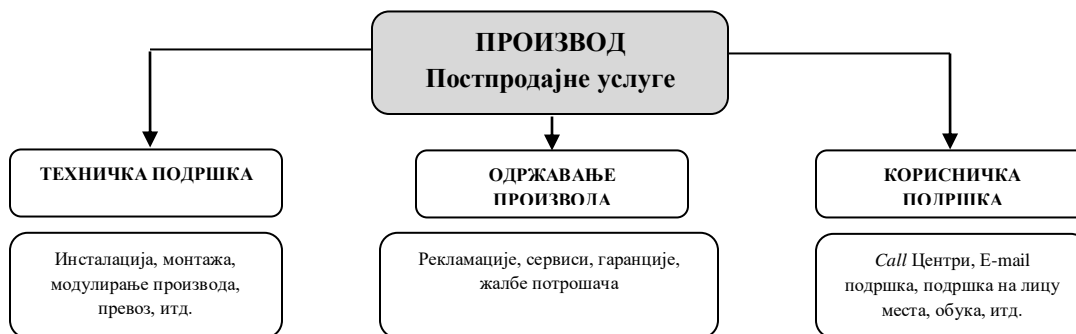 ПРОИЗВОД
Постпродајне услуге
ТЕХНИЧКА ПОДРШКА
Инсталација, монтажа,
модулирање производа,
превоз, итд.
ОДРЖАВАЊЕ
ПРОИЗВОДА
Рекламације, сервиси, гаранције,
жалбе потрошача
КОРИСНИЧКА
ПОДРШКА
Call Центри, E-mail
подршка, подршка на лицу
места, обука, итд.